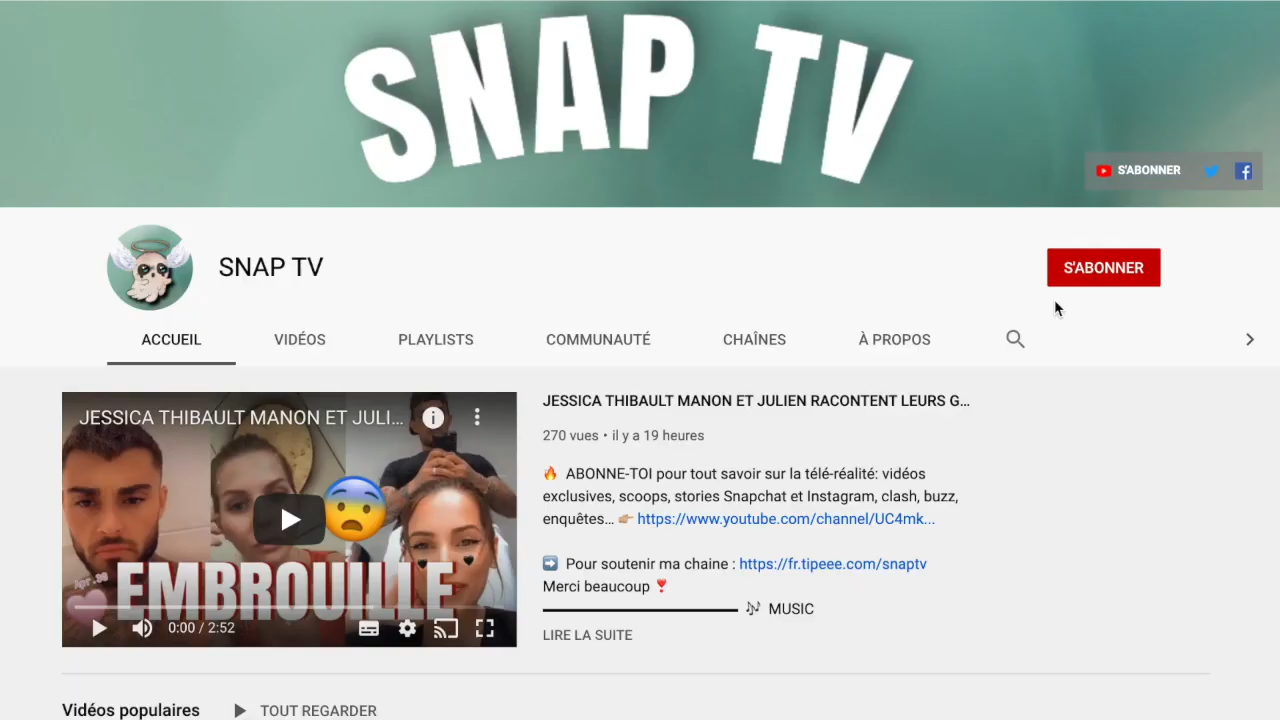 SNAP TV
S'ABONNER
SNAP TV
S'ABONNER
ACCUEIL
VIDÉOS
PLAYLISTS
COMMUNAUTÉ
CHAÎNES
À PROPOS
JESSICA THIBAULT MANON ET JULI...
EMBROUILLE
0:00 / 2:52
JESSICA THIBAULT MANON ET JULIEN RACONTENT LEURS G...
270 vues • il y a 19 heures
🔥 ABONNE-TOI pour tout savoir sur la télé-réalité: vidéos
exclusives, scoops, stories Snapchat et Instagram, clash, buzz,
enquêtes... 👉🏼 https://www.youtube.com/channel/UC4mk...
➡️ Pour soutenir ma chaine : https://fr.tipeee.com/snaptv
Merci beaucoup ❣️
▬▬▬▬▬▬▬▬▬▬▬▬▬ 🎶 MUSIC
LIRE LA SUITE
Vidéos populaires
TOUT REGARDER